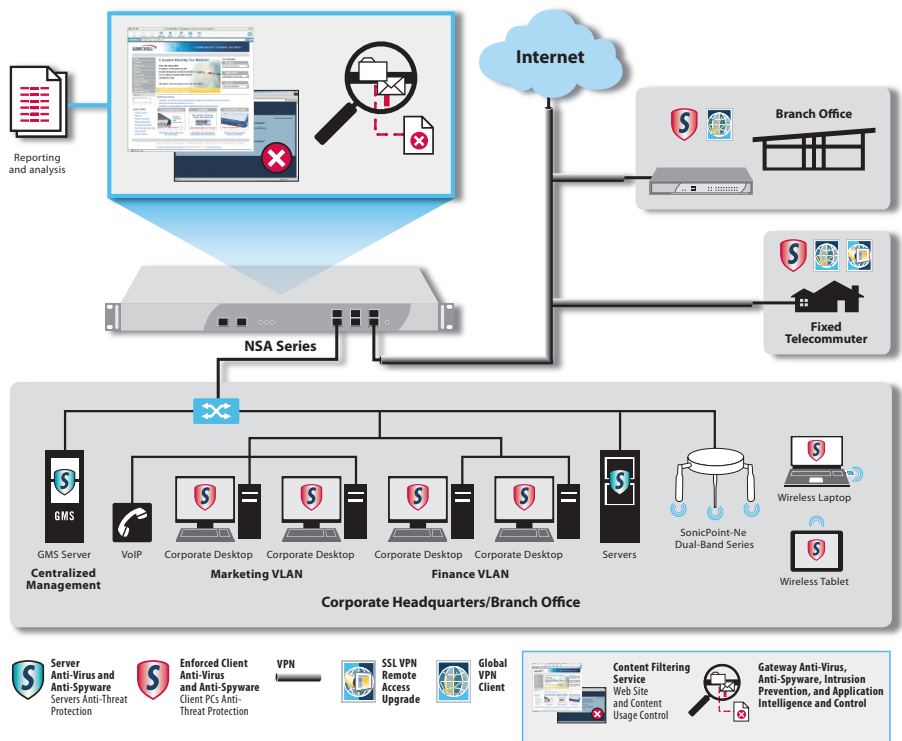 Internet
Branch Office
Reporting
and analysis
S
S
Fixed
Telecommuter
NSA Series
S
S
S
S
S
S
S
GMS
S
GMS Server
VoIP
Corporate Desktop
Corporate Desktop
Corporate Desktop
Corporate Desktop
Servers
SonicPoint-Ne
Dual-Band Series
Wireless Laptop
Wireless Tablet
Centralized
Management
Marketing VLAN
Finance VLAN
Corporate Headquarters/Branch Office
S
Server
Anti-Virus and
Anti-Spyware
Servers Anti-Threat
Protection
S
Enforced Client
Anti-Virus
and Anti-Spyware
Client PCs Anti-
Threat Protection
VPN
SSL VPN
Remote
Access
Upgrade
Global
VPN
Client
Content Filtering
Service
Web Site
and Content
Usage Control
Gateway Anti-Virus,
Anti-Spyware, Intrusion
Prevention, and Application
Intelligence and Control